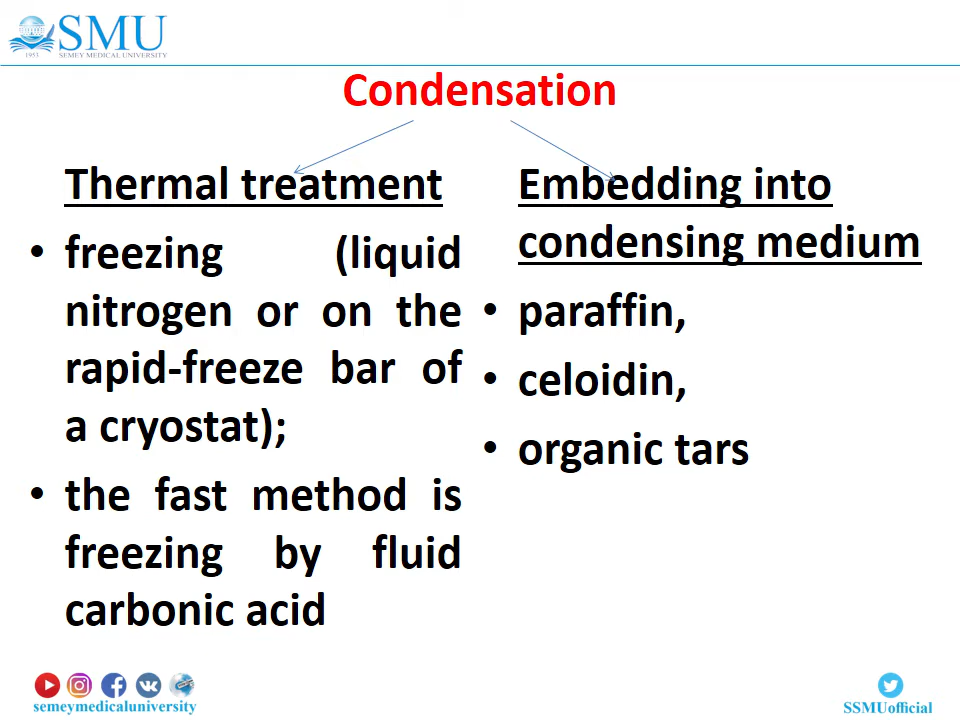 SMU
SEMEY MEDICAL UNIVERSITY
1953
Condensation
Thermal treatment
• freezing (liquid
nitrogen or on the
rapid-freeze bar of
a cryostat);
• the fast method is
freezing by fluid
carbonic acid
Embedding into
condensing medium
• paraffin,
• celoidin,
• organic tars
semeymedicaluniversity
SSMUofficial